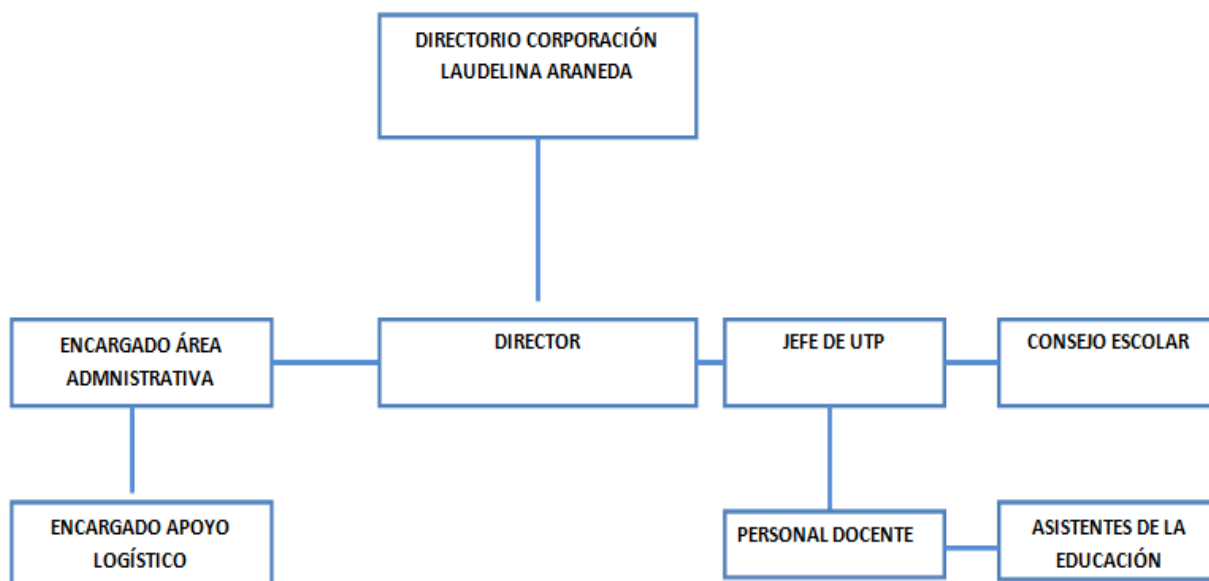 DIRECTORIO CORPORACIÓN
LAUDELINA ARANEDA
ENCARGADO ÁREA
ADMNISTRATIVA
DIRECTOR
JEFE DE UTP
CONSEJO ESCOLAR
ENCARGADO APOYO
LOGÍSTICO
PERSONAL DOCENTE
ASISTENTES DE LA
EDUCACIÓN